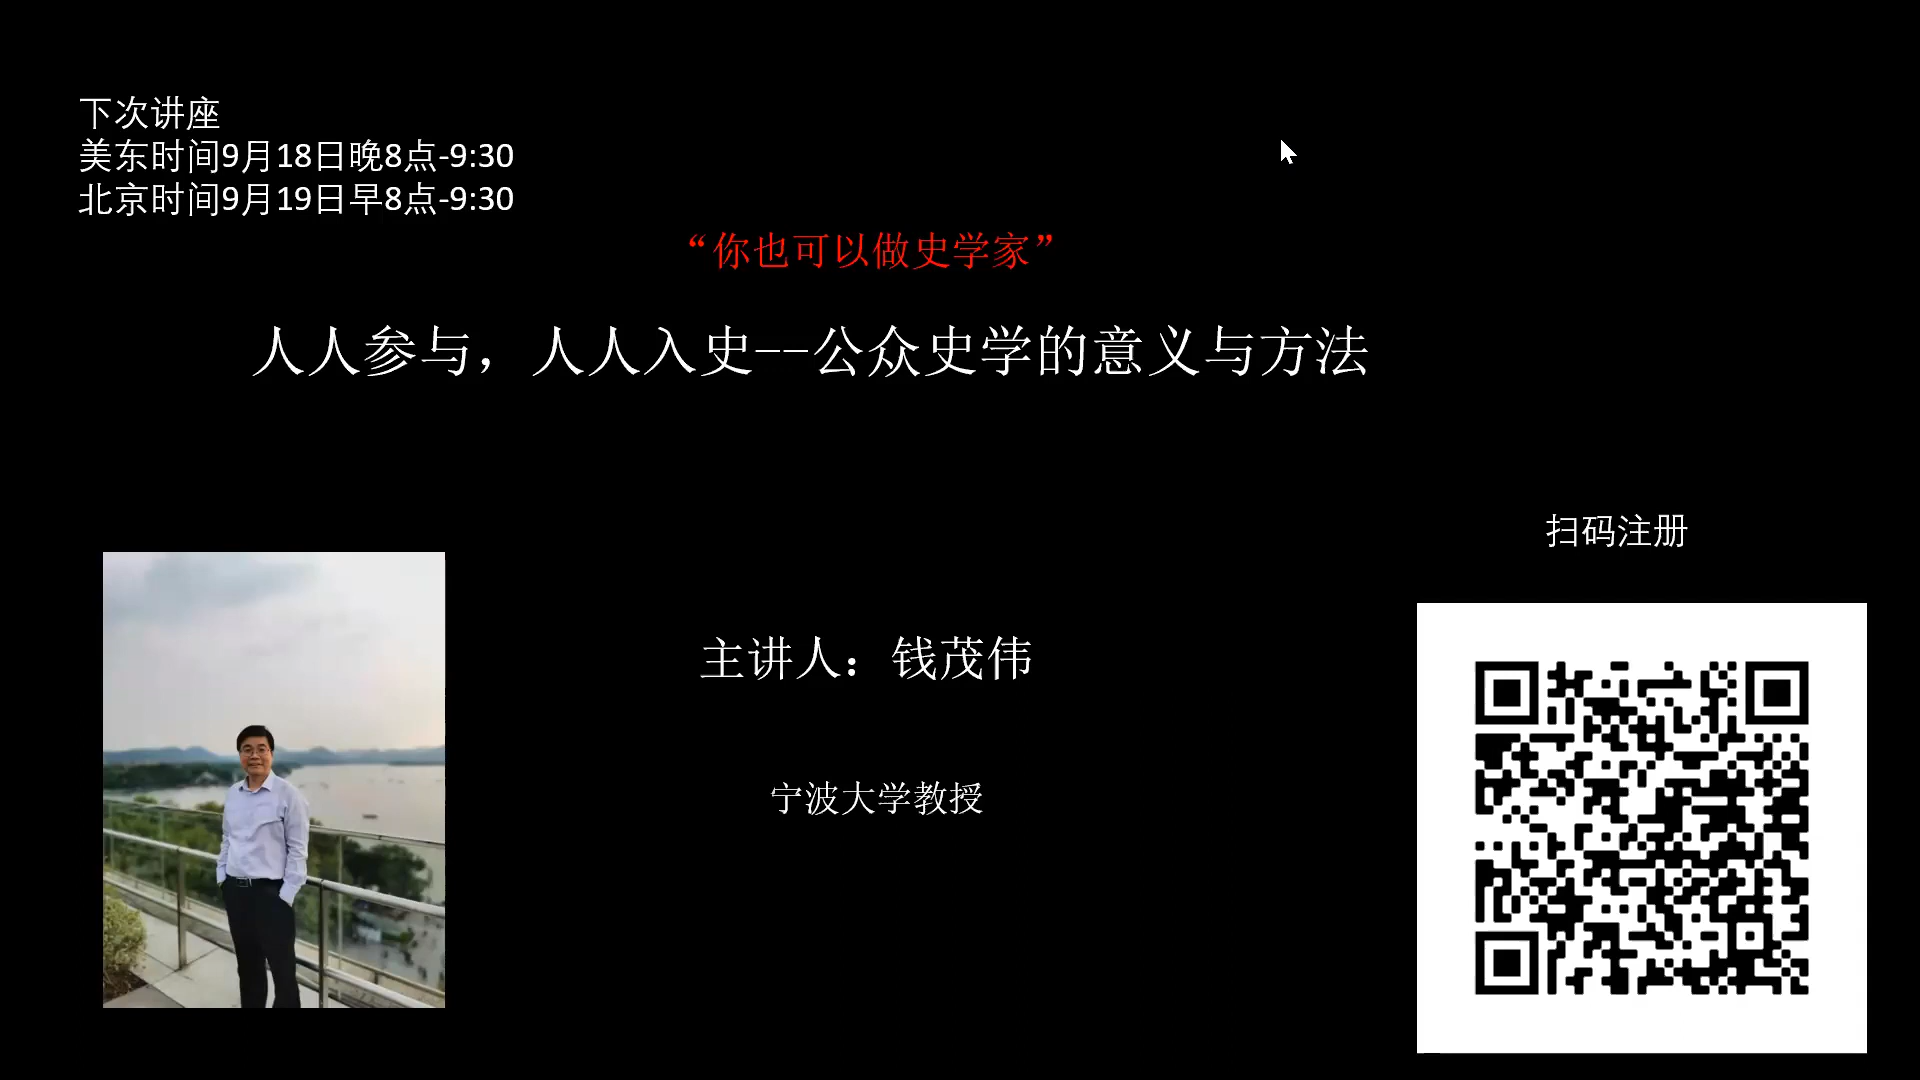 下次讲座
美东时间9月18日晚8点-9:30
北京时间9月19日早8点-9:30
“你也可以做史学家”
人人参与，人人入史--公众史学的意义与方法
扫码注册
主讲人：钱茂伟
宁波大学教授